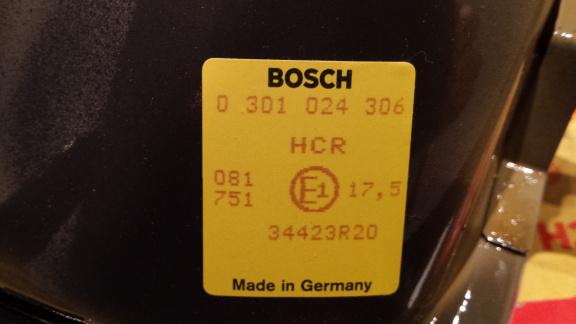 BOSCH
0 301 024 306
HCR
081
751
E1 17,5
34423R20
Made in Germany